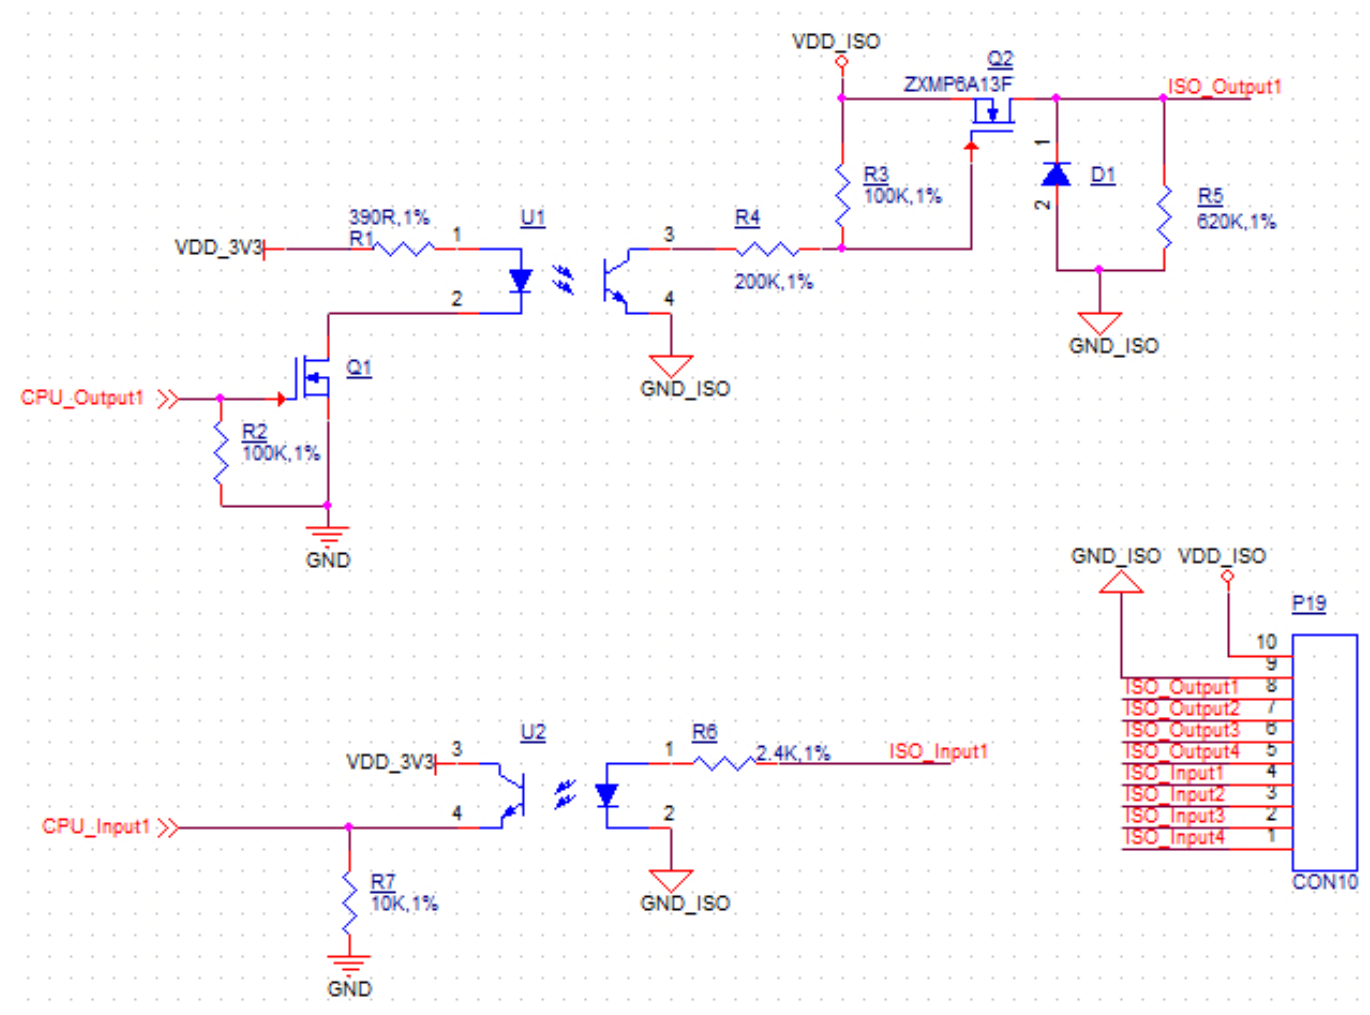 VDD_ISO
Q2
ZXMP6A13F
ISO_Output1
1
D1
2
R3
100K,1%
R5
620K,1%
390R,1%
R1
VDD_3V3
1
U1
3
R4
200K,1%
2
4
GND_ISO
GND_ISO
Q1
CPU_Output1
R2
100K,1%
GND
GND_ISO
VDD_ISO
P19
10
9
ISO_Output1 8
ISO_Output2 7
ISO_Output3 6
ISO_Output4 5
ISO_Input1 4
ISO_Input2 3
ISO_Input3 2
ISO_Input4 1
CON10
U2
VDD_3V3
3
1
R6
2.4K,1%
ISO_Input1
CPU_Input1
4
2
R7
10K,1%
GND_ISO
GND